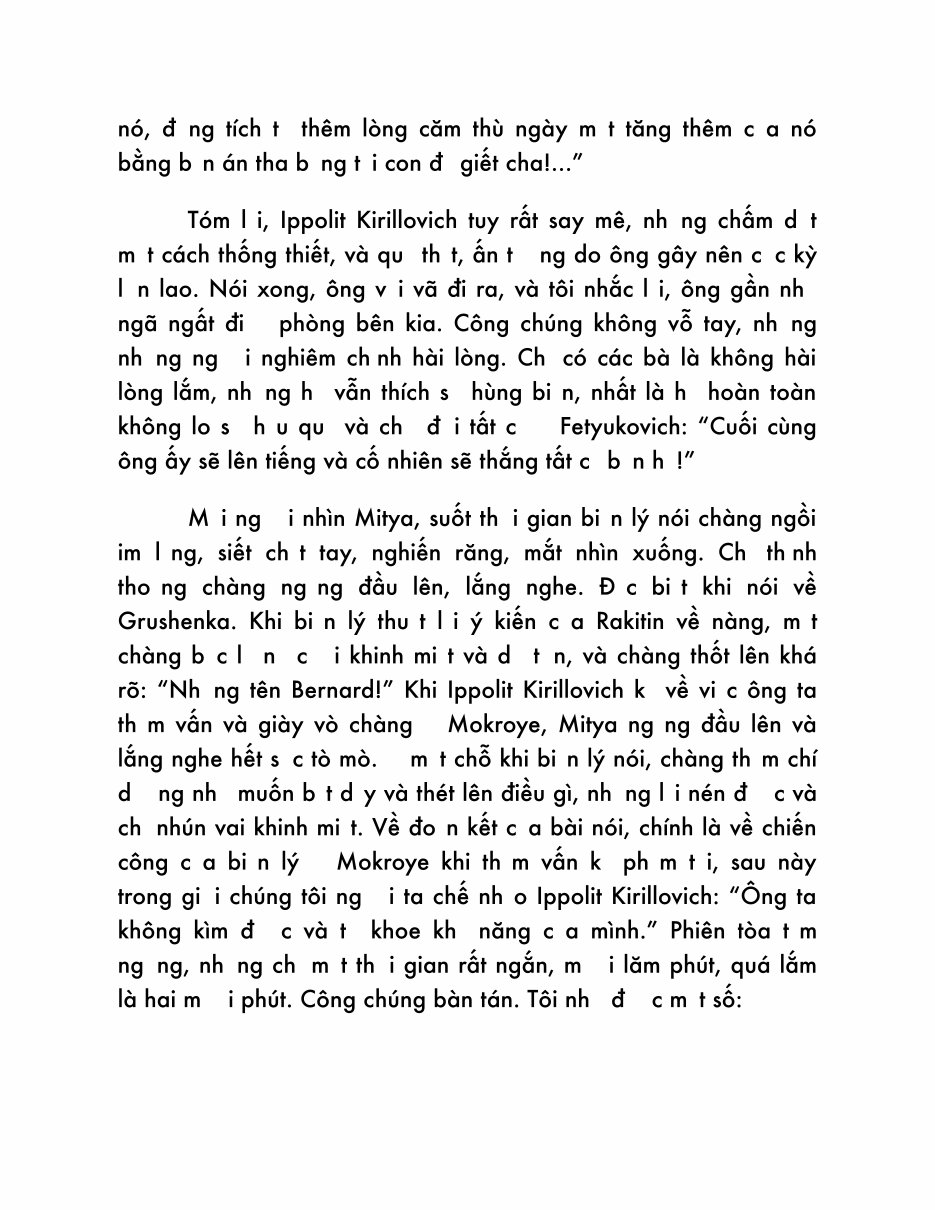 nó, đ ng tích t  thêm lòng căm thù ngày m t tăng thêm c a nó
bằng b n án tha b ng t i con đ  giết cha!...”
Tóm l i, Ippolit Kirillovich tuy rất say mê, nh ng chấm d t
m t cách thống thiết, và qu  th t, ấn t  ng do ông gây nên c c kỳ
l n lao. Nói xong, ông v i vã đi ra, và tôi nhắc l i, ông gần nh
ngã ngất đi   phòng bên kia. Công chúng không vỗ tay, nh ng
nh ng ng  i nghiêm ch nh hài lòng. Ch  có các bà là không hài
lòng lắm, nh ng h  vẫn thích s  hùng bi n, nhất là h  hoàn toàn
không lo s  h u qu  và ch  đ i tất c    Fetyukovich: “Cuối cùng
ông ấy sẽ lên tiếng và cố nhiên sẽ thắng tất c  b n h !”
M i ng  i nhìn Mitya, suốt th i gian bi n lý nói chàng ngồi
im l ng, siết ch t tay, nghiến răng, mắt nhìn xuống. Ch  th nh
tho ng chàng ng ng đầu lên, lắng nghe. Đ c bi t khi nói về
Grushenka. Khi bi n lý thu t l i ý kiến c a Rakitin về nàng, m t
chàng b c l  n  c  i khinh mi t và d  t n, và chàng thốt lên khá
rõ: “Nh ng tên Bernard!” Khi Ippolit Kirillovich k  về vi c ông ta
th m vấn và giày vò chàng   Mokroye, Mitya ng ng đầu lên và
lắng nghe hết s c tò mò.   m t chỗ khi bi n lý nói, chàng th m chí
d  ng nh  muốn b t d y và thét lên điều gì, nh ng l i nén đ  c và
ch  nhún vai khinh mi t. Về đo n kết c a bài nói, chính là về chiến
công c a bi n lý   Mokroye khi th m vấn k  ph m t i, sau này
trong gi i chúng tôi ng  i ta chế nh o Ippolit Kirillovich: “Ông ta
không kìm đ  c và t  khoe kh  năng c a mình.” Phiên tòa t m
ng ng, nh ng ch  m t th i gian rất ngắn, m  i lăm phút, quá lắm
là hai m  i phút. Công chúng bàn tán. Tôi nh  đ  c m t số: